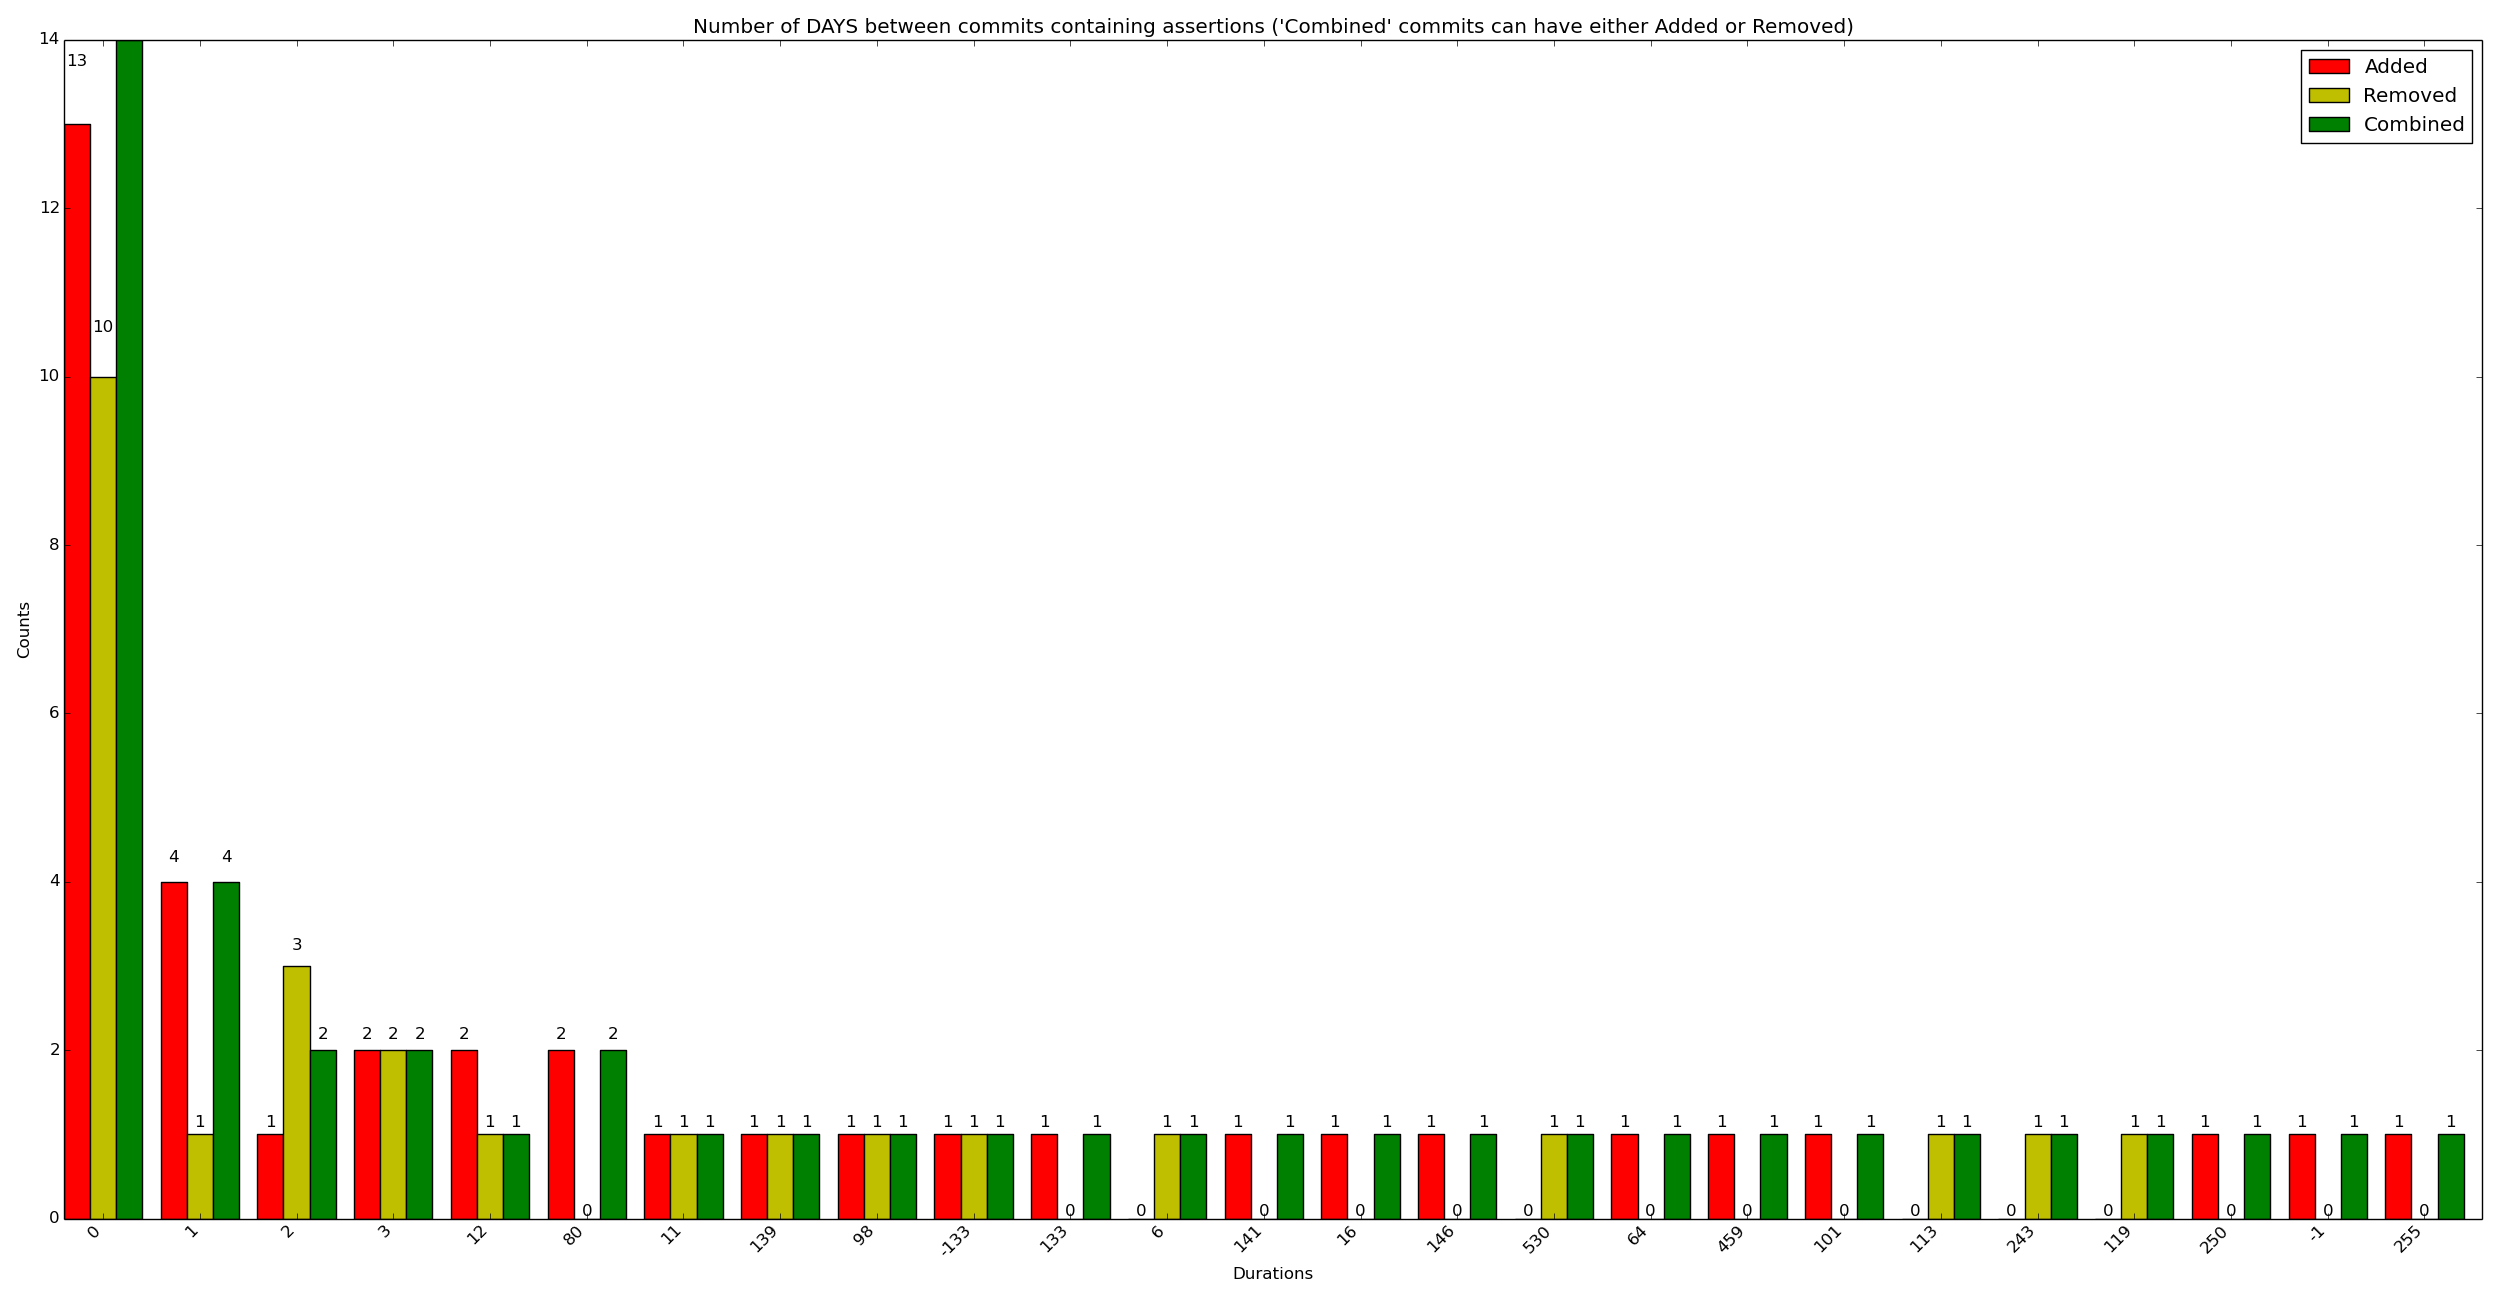 Number of DAYS between commits containing assertions ('Combined' commits can have either Added or Removed)
14
12
10
8
6
4
2
0
Counts
Added
Removed
Combined
13 10
4 1 4
1 3 2
2 2 2
2 1 1
2 0 2
1 1 1
1 1 1
1 1 1
1 1 1
1 0 1
0 1 1
1 0 1
1 0 1
1 0 1
0 1 1
1 0 1
1 0 1
1 0 1
0 1 1
0 1 1
0 1 1
1 0 1
1 0 1
1 0 1
0 1 2 3 12 80 11 139 98 -133 133 6 141 16 146 530 64 459 101 113 243 119 250 -1 255
Durations